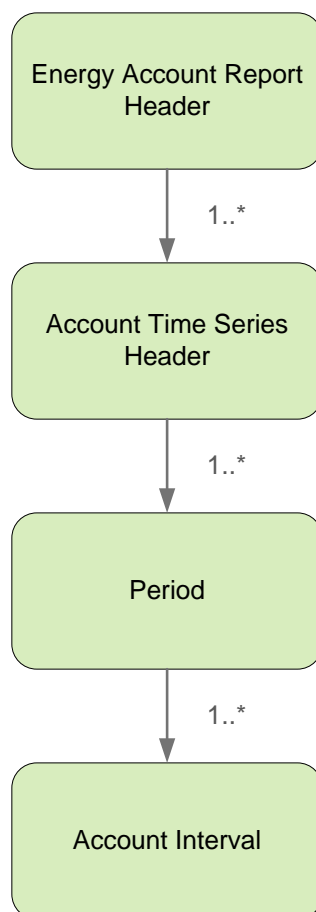 Energy Account Report
Header
1..*
Account Time Series
Header
1..*
Period
1..*
Account Interval